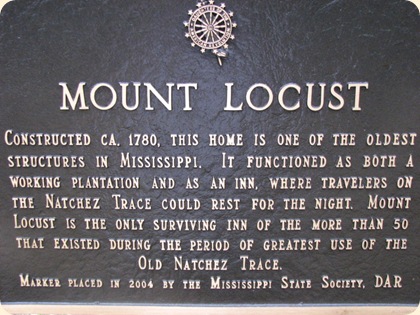 MOUNT LOCUST
CONSTRUCTED CA. 1780, THIS HOME IS ONE OF THE OLDEST
STRUCTURES IN MISSISSIPPI. IT FUNCTIONED AS BOTH A
WORKING PLANTATION AND AS AN INN, WHERE TRAVELERS ON
THE NATCHEZ TRACE COULD REST FOR THE NIGHT. MOUNT
LOCUST IS THE ONLY SURVIVING INN OF THE MORE THAN 50
THAT EXISTED DURING THE PERIOD OF GREATEST USE OF THE
OLD NATCHEZ TRACE.
MARKER PLACED IN 2004 BY THE MISSISSIPPI STATE SOCIETY, DAR